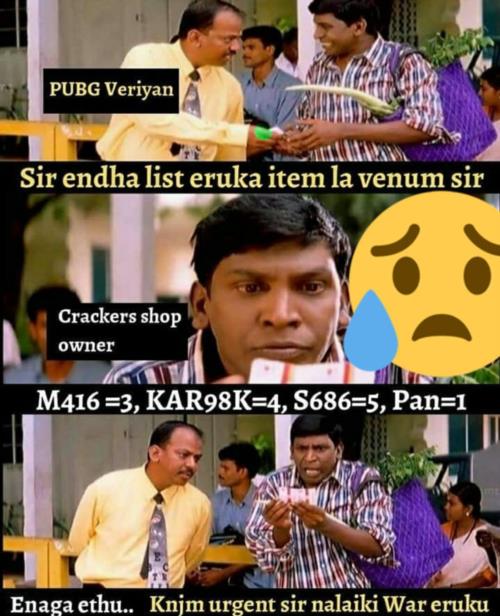 PUBG Veriyan
Sir endha list eruka item la venum sir
Crackers shop
owner
M416 =3, KAR98K=4, S686=5, Pan=1
Enaga ethu.. Knjm urgent sir nalaiki War eruku